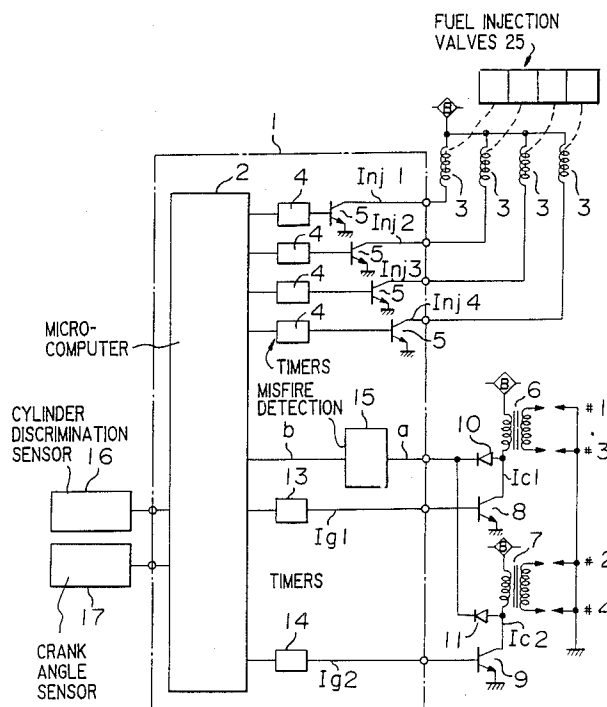 FUEL INJECTION
VALVES 25
B
1
2
4
Inj 1
5
3
3
3
3
4
Inj2
5
4
Inj3
5
4
Inj4
5
MICRO-
COMPUTER
TIMERS
MISFIRE
DETECTION
15
B
6
#1
10
#3
CYLINDER
DISCRIMINATION
SENSOR
16
b
a
Ic1
13
8
Ig1
B
7
#2
17
TIMERS
#4
11
Ic2
CRANK
ANGLE
SENSOR
14
Ig2
9